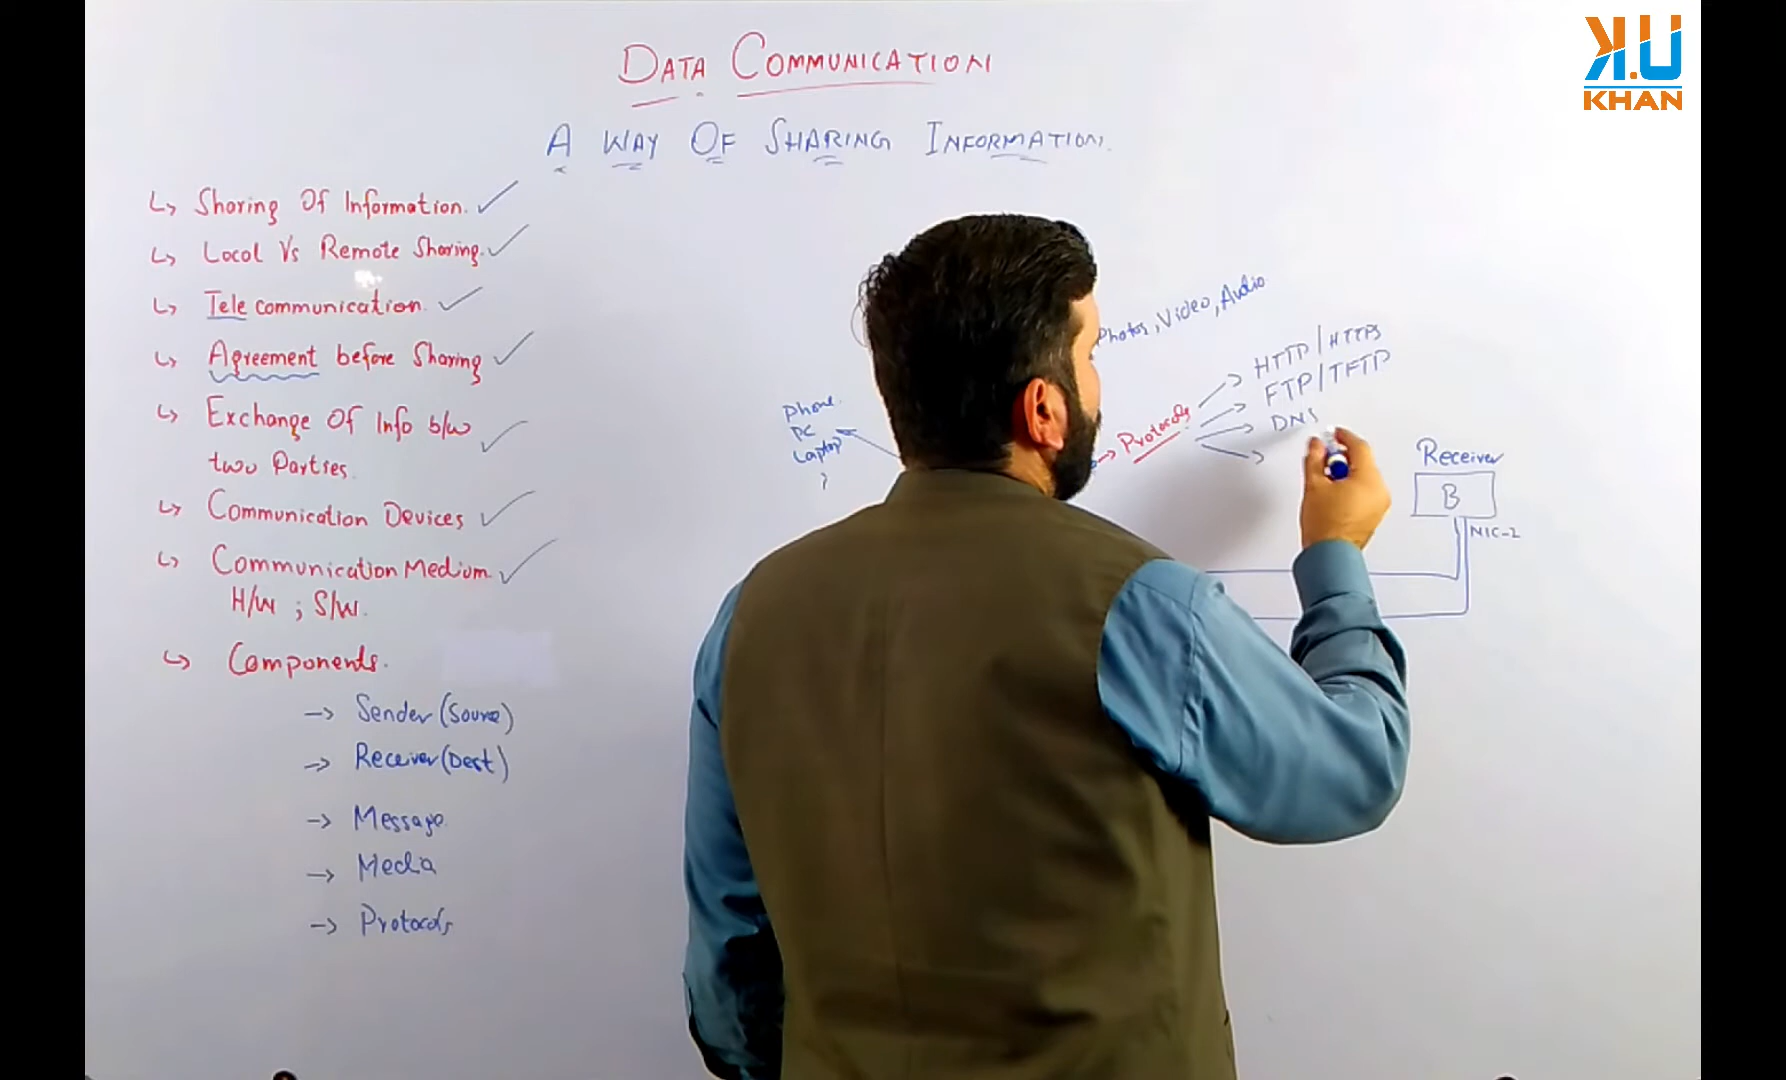 K.U
KHAN
DATA COMMUNICATION
A WAY OF SHARING INFORMATION.
Sharing Of Information.
Local Vs Remote Sharing.
Tele communication.
Agreement before Sharing
Exchange Of Info b/w
two Parties.
Communication Devices
Communication Medium.
H/W ; S/W.
Components.
Sender (Source)
Receiver (Dest)
Message.
Media
Protocols
Phone.
PC
Laptop
Photos, Video, Audio
Protocols
HTTP / HTTPS
FTP / TFTP
DNS
Receiver
B
NIC-2